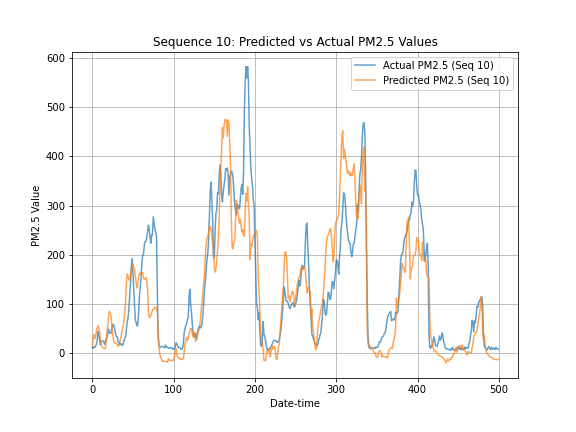 Sequence 10: Predicted vs Actual PM2.5 Values
Actual PM2.5 (Seq 10)
Predicted PM2.5 (Seq 10)
PM2.5 Value
600
500
400
300
200
100
0
0 100 200 300 400 500
Date-time